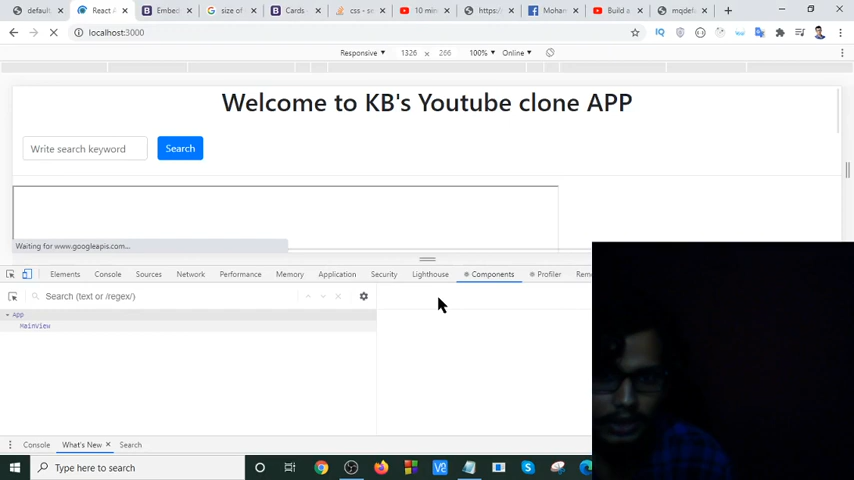 default.
React A
Embed
size of
Cards
css - se
10 min
https:/
Mohan
Build a
mqdefa
localhost:3000
Responsive
1326
266
100%
Online
Welcome to KB's Youtube clone APP
Write search keyword
Search
Waiting for www.googleapis.com...
Elements
Console
Sources
Network
Performance
Memory
Application
Security
Lighthouse
Components
Profiler
Rem
Search (text or /regex/)
App
MainView
Console
What's New
Search
Type here to search